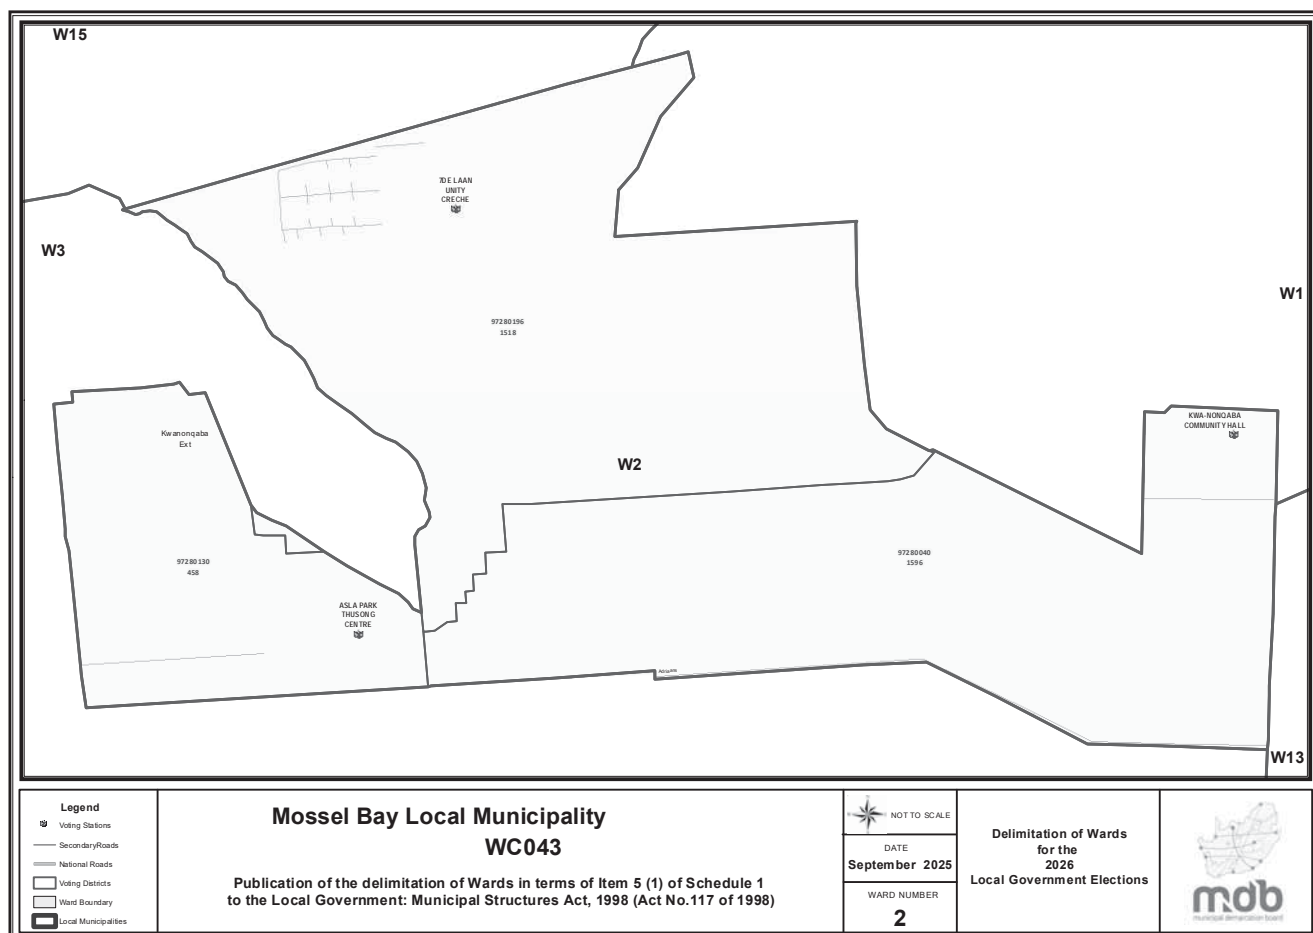 W15
7DE LAAN
UNITY
CRECHE
W3
W1
97280196
1518
KWA-NONQABA
COMMUNITY HALL
Kwanonqaba
Ext
W2
97280130
458
97280040
1596
ASLA PARK
THUSONG
CENTRE
W13
Legend
Voting Stations
SecondaryRoads
National Roads
Voting Districts
Ward Boundary
Local Municipalities
Mossel Bay Local Municipality
WC043
Publication of the delimitation of Wards in terms of Item 5 (1) of Schedule 1
to the Local Government: Municipal Structures Act, 1998 (Act No.117 of 1998)
NOT TO SCALE
DATE
September 2025
WARD NUMBER
2
Delimitation of Wards
for the
2026
Local Government Elections
mdb
municipal demarcation board